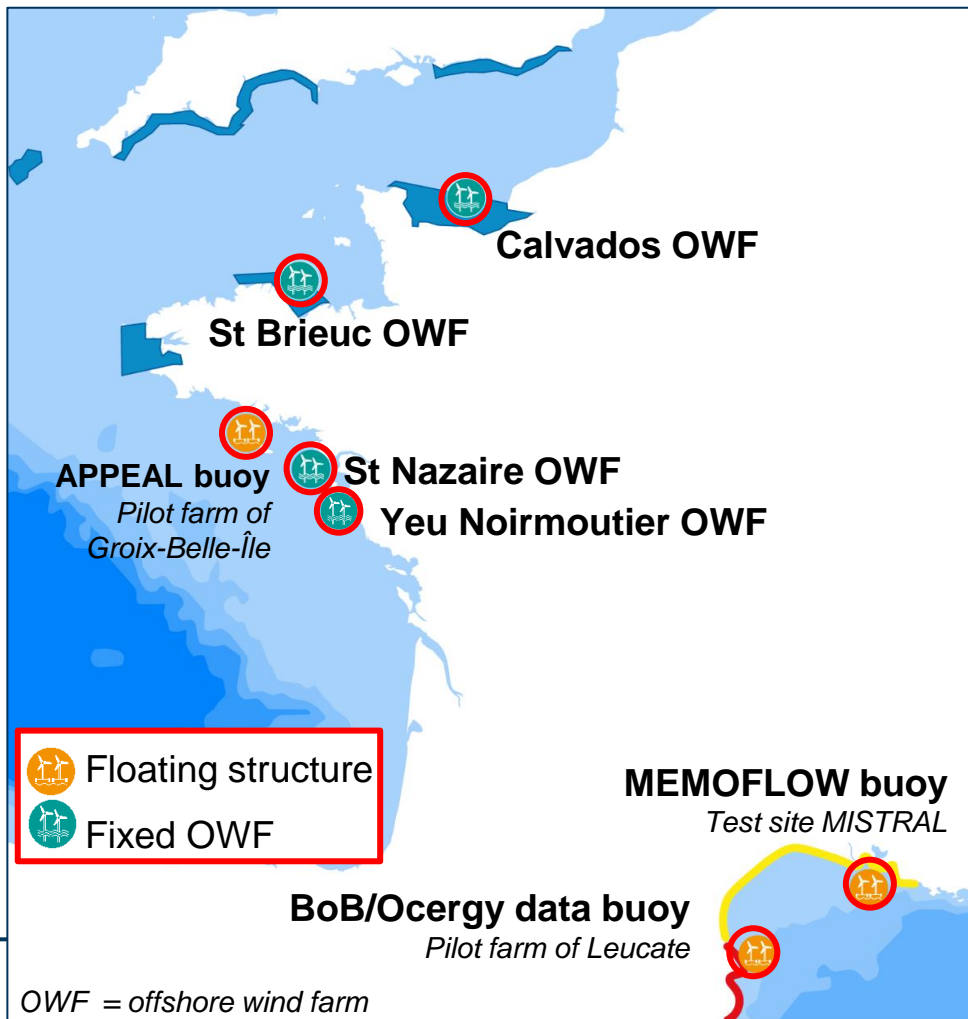 Calvados OWF
St Brieuc OWF
APPEAL buoy
Pilot farm of
Groix-Belle-Île
St Nazaire OWF
Yeu Noirmoutier OWF
Floating structure
Fixed OWF
MEMOFLOW buoy
Test site MISTRAL
BoB/Ocergy data buoy
Pilot farm of Leucate
OWF = offshore wind farm